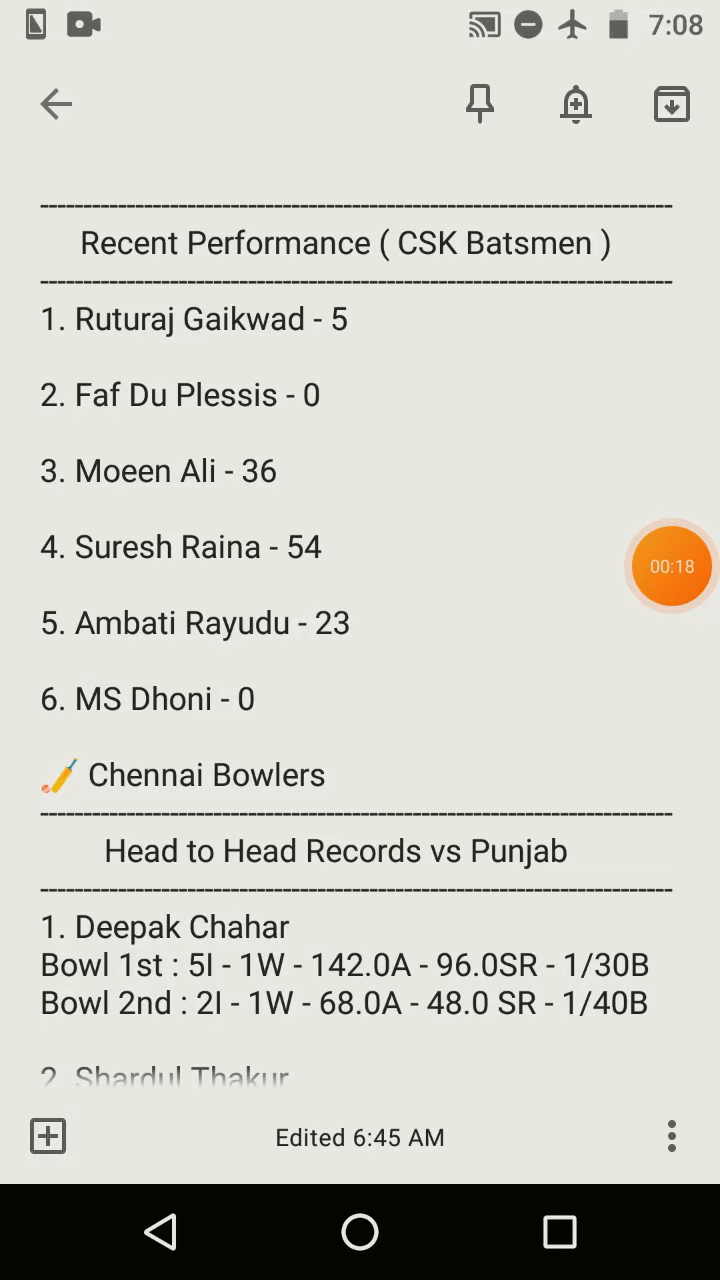 7:08
------------------------------------------------------------------------
Recent Performance ( CSK Batsmen )
------------------------------------------------------------------------
1. Ruturaj Gaikwad - 5
2. Faf Du Plessis - 0
3. Moeen Ali - 36
4. Suresh Raina - 54
00:18
5. Ambati Rayudu - 23
6. MS Dhoni - 0
🏏 Chennai Bowlers
------------------------------------------------------------------------
Head to Head Records vs Punjab
------------------------------------------------------------------------
1. Deepak Chahar
Bowl 1st : 5I - 1W - 142.0A - 96.0SR - 1/30B
Bowl 2nd : 2I - 1W - 68.0A - 48.0 SR - 1/40B
2. Shardul Thakur
Edited 6:45 AM